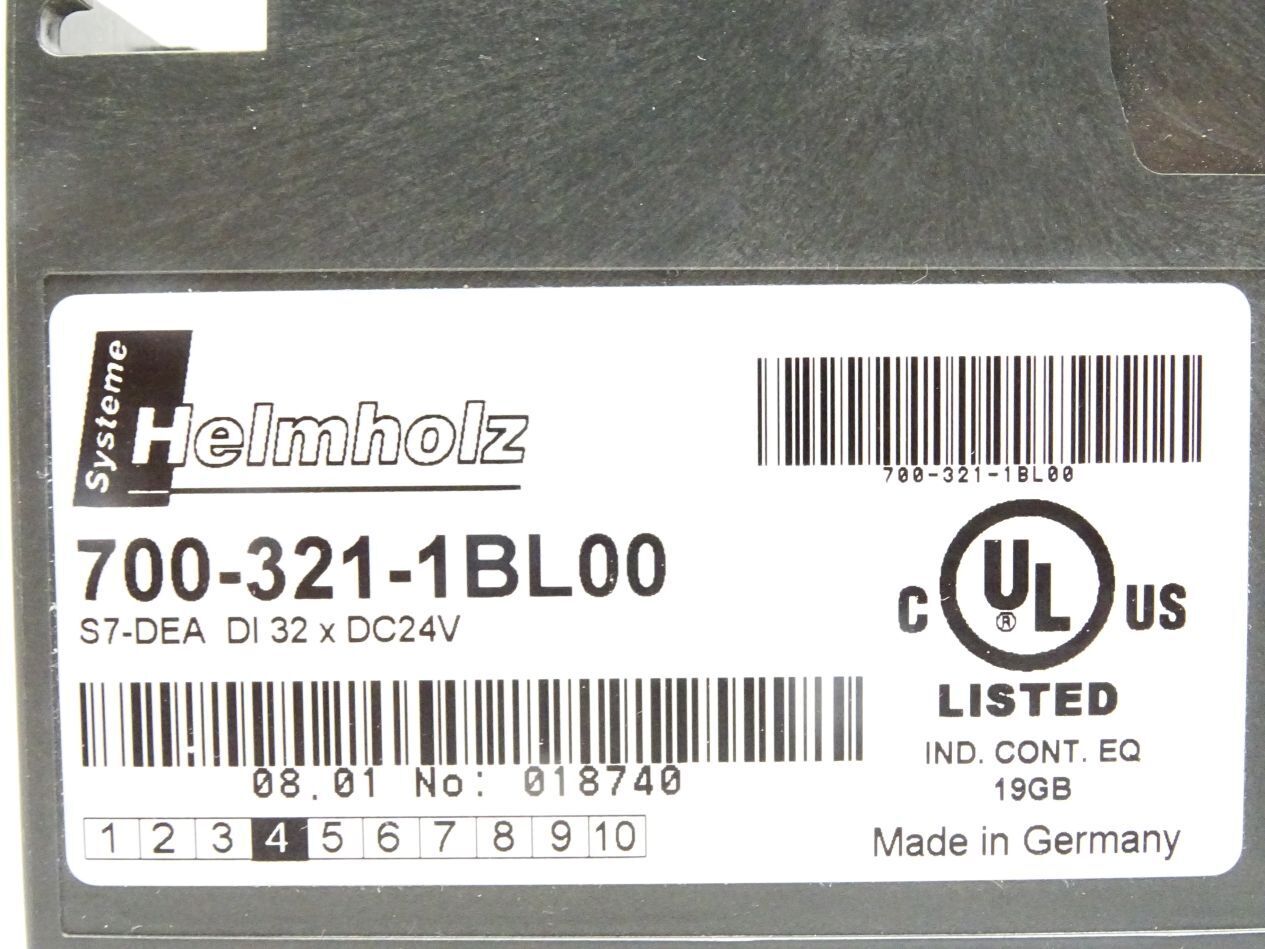 Systeme
Helmholz
700-321-1BL00
700-321-1BL00
S7-DEA DI 32 x DC24V
C UL US
®
LISTED
IND. CONT. EQ
19GB
08.01 No: 018740
1 2 3 4 5 6 7 8 9 10
Made in Germany